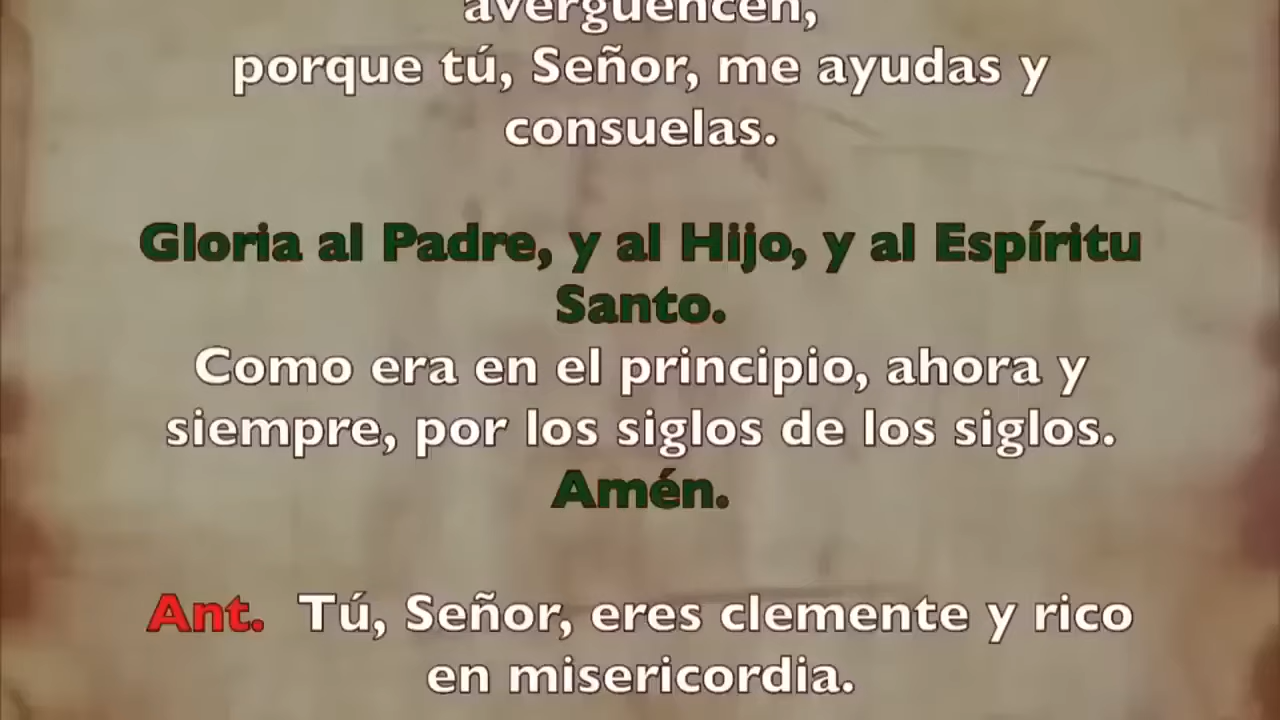 avergüencen,
porque tú, Señor, me ayudas y
consuelas.
Gloria al Padre, y al Hijo, y al Espíritu
Santo.
Como era en el principio, ahora y
siempre, por los siglos de los siglos.
Amén.
Ant. Tú, Señor, eres clemente y rico
en misericordia.